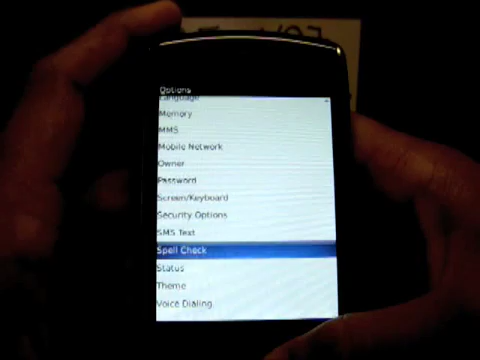 Options
Language
Memory
MMS
Mobile Network
Owner
Password
Screen/Keyboard
Security Options
SMS Text
Spell Check
Status
Theme
Voice Dialing